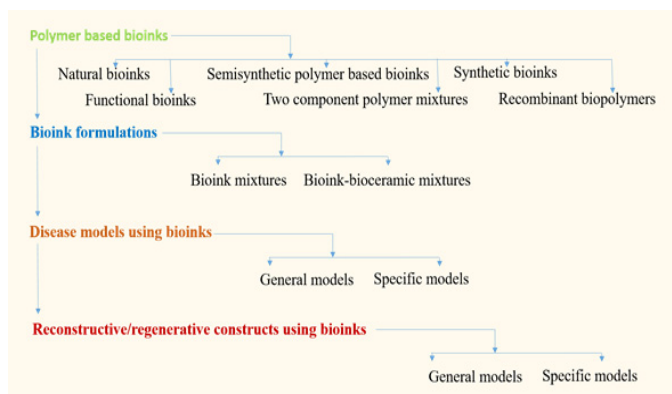 Polymer based bioinks
Natural bioinks Semisynthetic polymer based bioinks Synthetic bioinks
Functional bioinks Two component polymer mixtures Recombinant biopolymers
Bioink formulations
Bioink mixtures Bioink-bioceramic mixtures
Disease models using bioinks
General models Specific models
Reconstructive/regenerative constructs using bioinks
General models Specific models